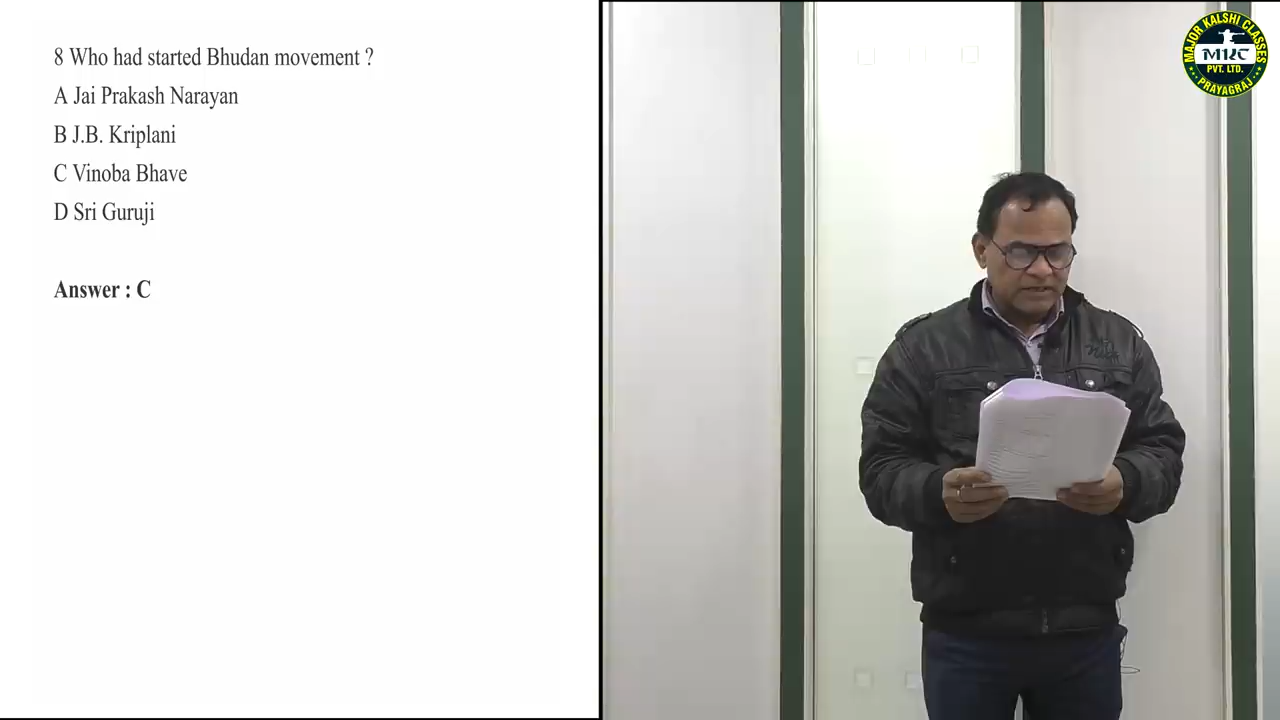 8 Who had started Bhudan movement ?
A Jai Prakash Narayan
B J.B. Kriplani
C Vinoba Bhave
D Sri Guruji
Answer : C
MAJOR KALSHI CLASSES
MKC
PVT. LTD.
PRAYAGRAJ